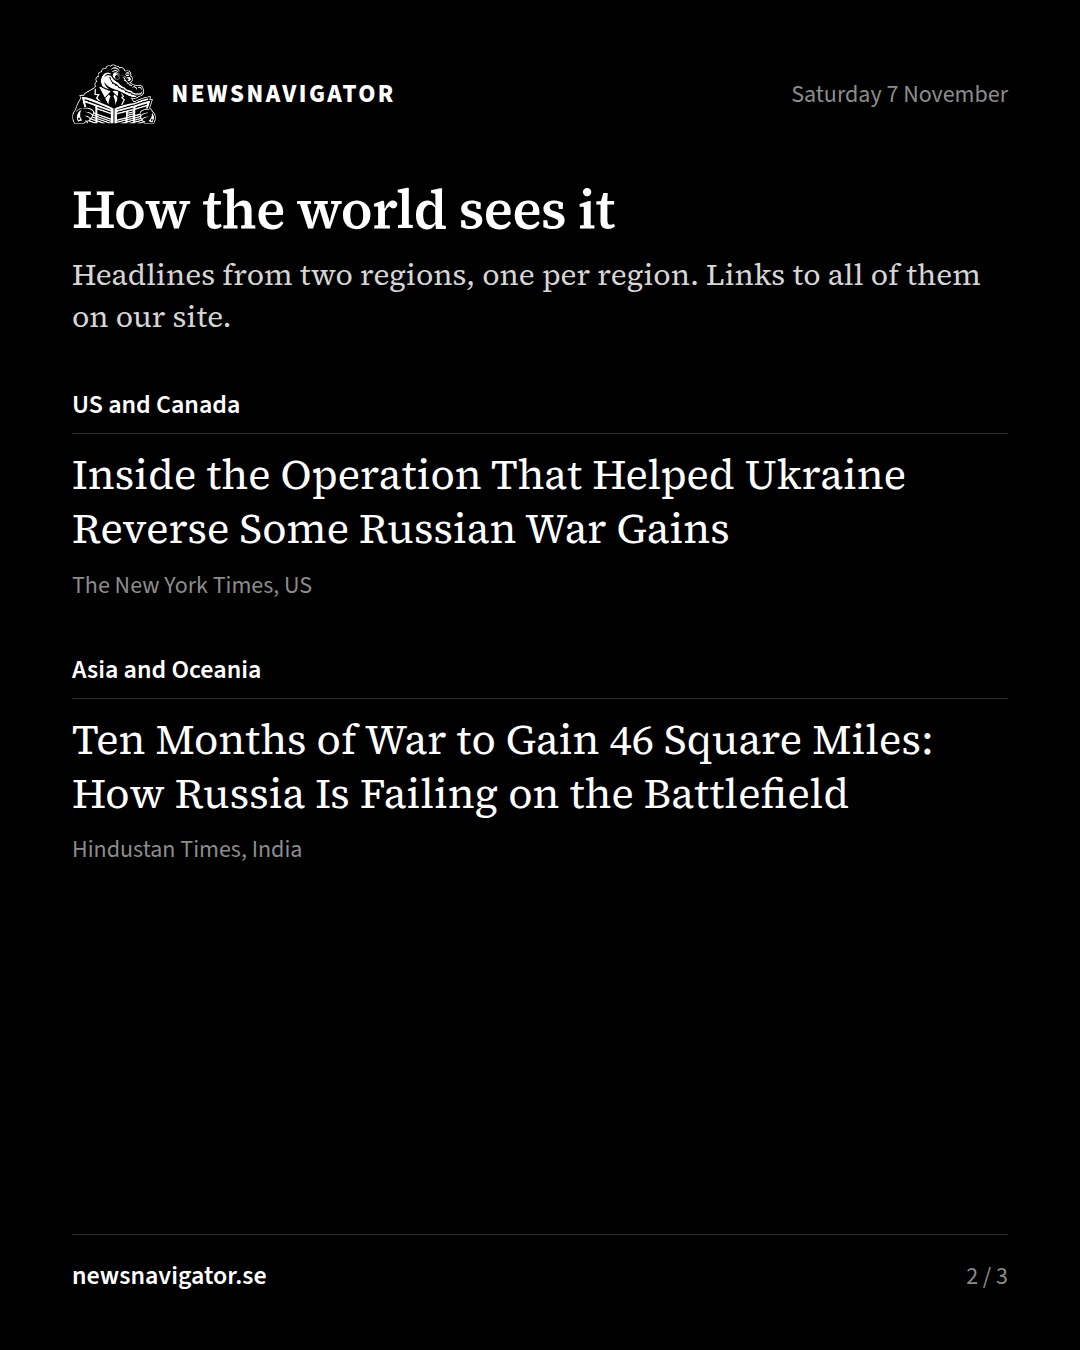 NEWSNAVIGATOR
Saturday 7 November
How the world sees it
Headlines from two regions, one per region. Links to all of them
on our site.
US and Canada
Inside the Operation That Helped Ukraine
Reverse Some Russian War Gains
The New York Times, US
Asia and Oceania
Ten Months of War to Gain 46 Square Miles:
How Russia Is Failing on the Battlefield
Hindustan Times, India
newsnavigator.se
2 / 3